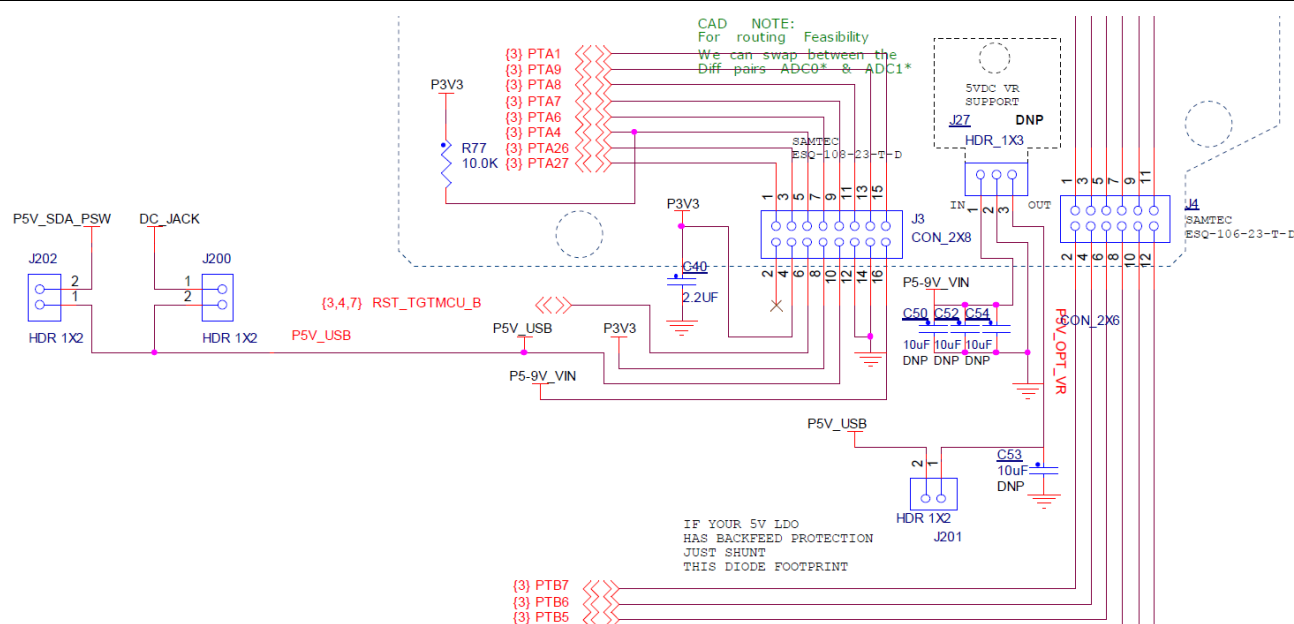 CAD NOTE:
For routing Feasibility
We can swap between the
Diff pairs ADC0* & ADC1*
{3} PTA1
{3} PTA9
{3} PTA8
{3} PTA7
{3} PTA6
{3} PTA4
{3} PTA26
{3} PTA27
P3V3
R77
10.0K
5VDC VR
SUPPORT
J27 DNP
HDR_1X3
IN 1 2 3 OUT
SAMTEC
ESQ-108-23-T-D
1 3 5 7 9 11 13 15
J3
CON_2X8
2 4 6 8 10 12 14 16
1 3 5 7 9 11
J4
SAMTEC
ESQ-106-23-T-D
2 4 6 8 10 12
CON_2X6
P5V_SDA_PSW
DC_JACK
J202
2
1
HDR 1X2
J200
1
2
HDR 1X2
P3V3
C40
2.2UF
{3,4,7} RST_TGTMCU_B
P5V_USB
P5V_USB
P3V3
P5-9V_VIN
P5-9V_VIN
C50 C52 C54
10uF 10uF 10uF
DNP DNP DNP
P5V_OPT_VR
P5V_USB
2 1
HDR 1X2
J201
C53
10uF
DNP
IF YOUR 5V LDO
HAS BACKFEED PROTECTION
JUST SHUNT
THIS DIODE FOOTPRINT
{3} PTB7
{3} PTB6
{3} PTB5